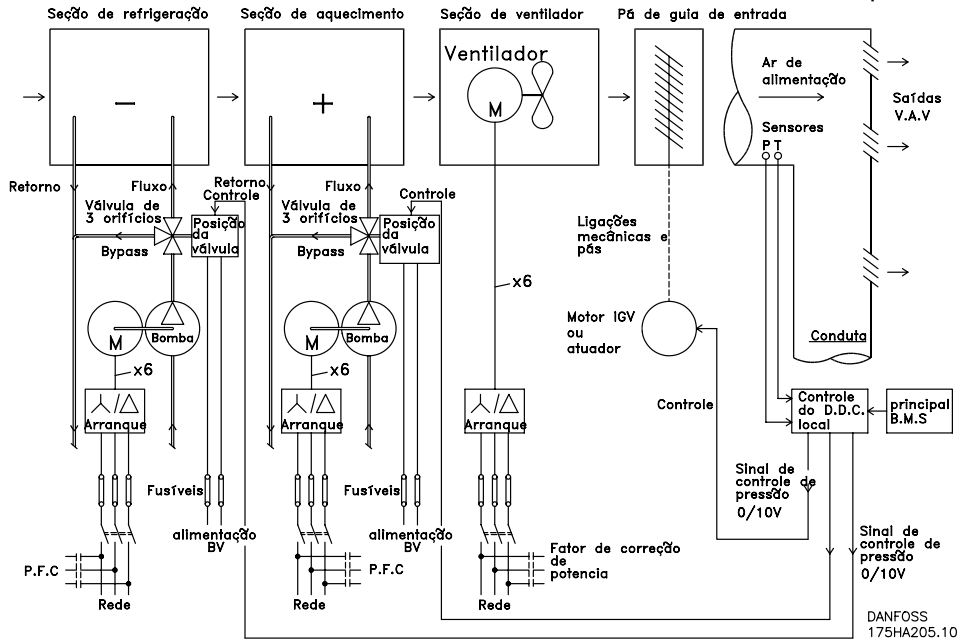 Seção de refrigeração
Seção de aquecimento
Seção de ventilador
Pá de guia de entrada
−
+
Ventilador
M
Ar de
alimentação
Sensores
P T
Saídas
V.A.V
Retorno
Fluxo
Válvula de
3 orifícios
Bypass
Controle
Posição
da
válvula
Retorno
Fluxo
Válvula de
3 orifícios
Bypass
Controle
Posição
da
válvula
Ligações
mecânicas e
pás
x6
M
Bomba
x6
M
Bomba
x6
Motor IGV
ou
atuador
Conduta
Arranque
Arranque
Arranque
Controle
Controle
do D.D.C.
local
principal
B.M.S
Fusíveis
alimentação
BV
Fusíveis
alimentação
BV
Sinal de
controle de
pressão
0/10V
Sinal de
controle de
pressão
0/10V
P.F.C
Rede
P.F.C
Rede
Fator de correção
de
potencia
Rede
DANFOSS
175HA205.10